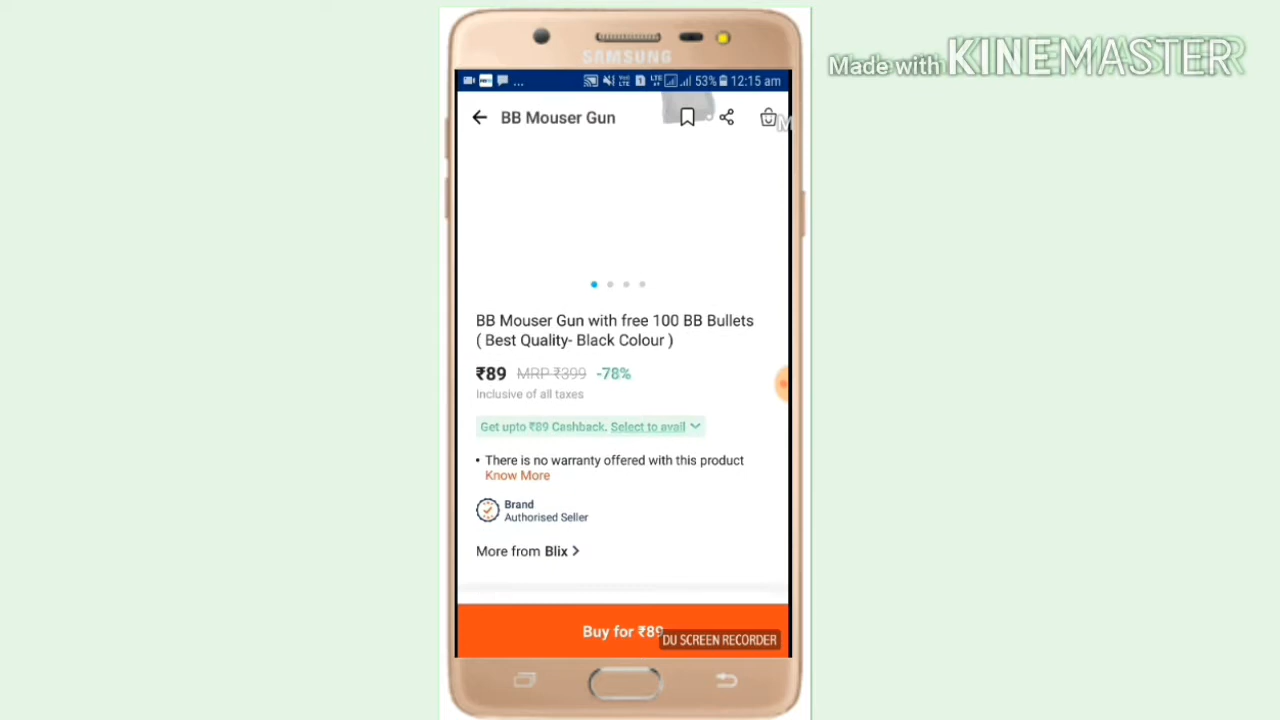 Made with KINEMASTER
SAMSUNG
53% 12:15 am
BB Mouser Gun
BB Mouser Gun with free 100 BB Bullets
( Best Quality- Black Colour )
₹89 MRP ₹399 -78%
Inclusive of all taxes
Get upto ₹89 Cashback. Select to avail
• There is no warranty offered with this product
Know More
Brand
Authorised Seller
More from Blix >
Buy for ₹89
DU SCREEN RECORDER